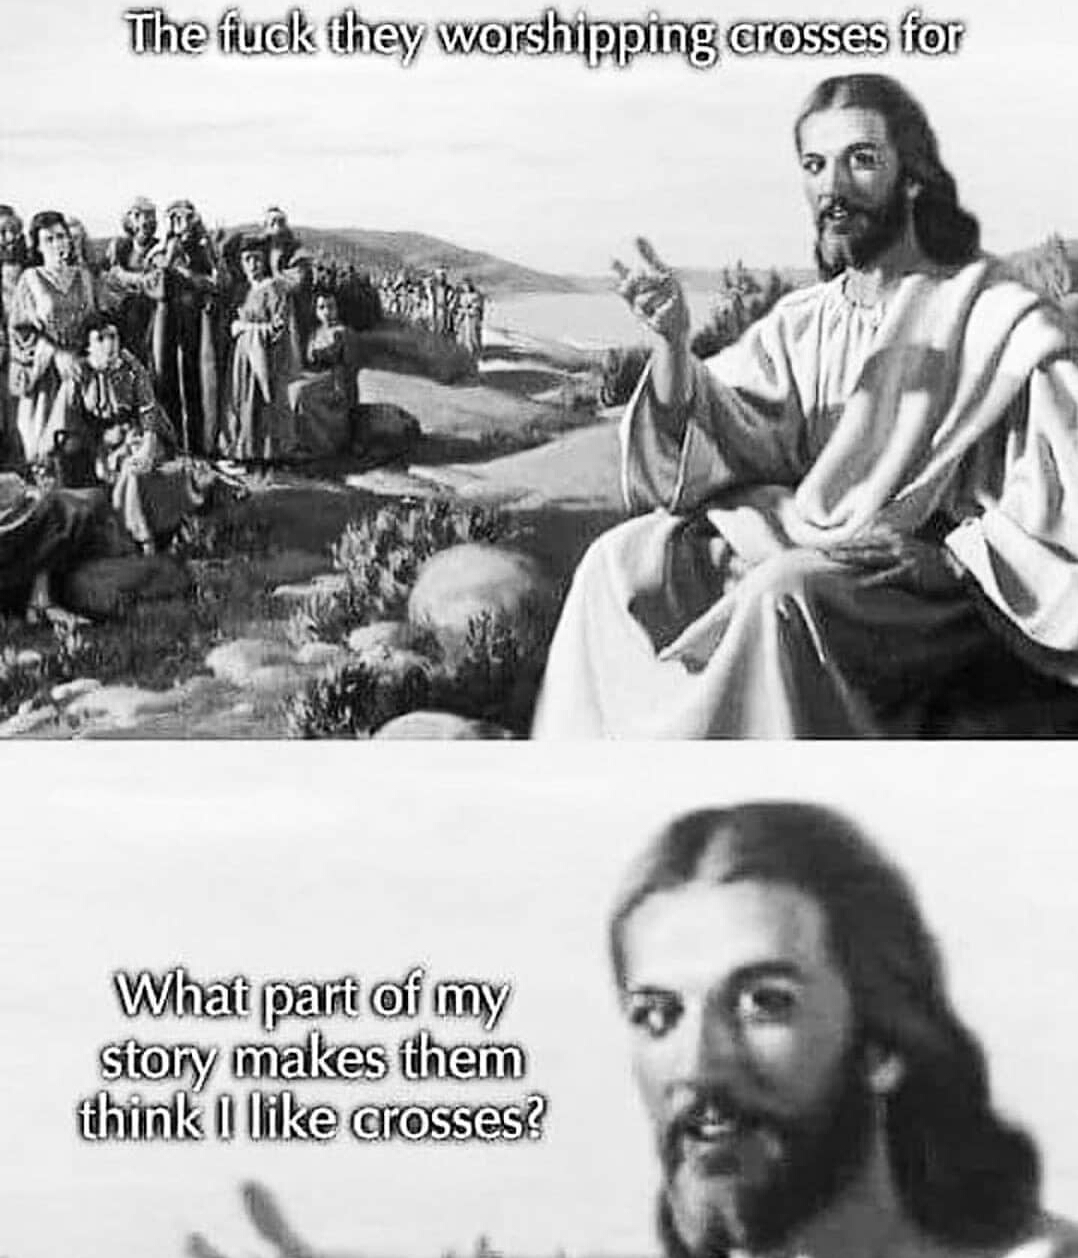 The fuck they worshipping crosses for
What part of my
story makes them
think I like crosses?